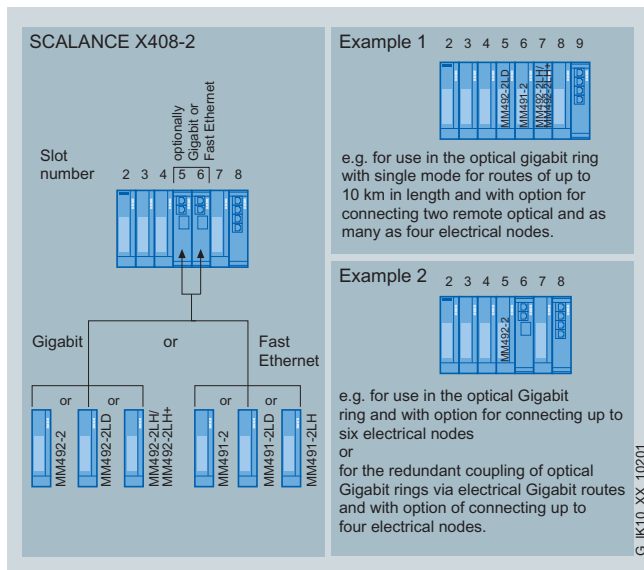 SCALANCE X408-2
optionally
Gigabit or
Fast Ethernet
Slot
number
2 3 4 5 6 7 8
Gigabit
or
Fast
Ethernet
or or
or or
MM492-2
MM492-2LD
MM492-2LH/
MM492-2LH+
MM491-2
MM491-2LD
MM491-2LH
Example 1
2 3 4 5 6 7 8 9
MM492-2LD
MM491-2
MM492-2LH/
MM492-2LH+
e.g. for use in the optical gigabit ring
with single mode for routes of up to
10 km in length and with option for
connecting two remote optical and as
many as four electrical nodes.
Example 2
2 3 4 5 6 7 8
MM492-2
e.g. for use in the optical Gigabit
ring and with option for connecting up to
six electrical nodes
or
for the redundant coupling of optical
Gigabit rings via electrical Gigabit routes
and with option of connecting up to
four electrical nodes.
G_IK10_XX_10201